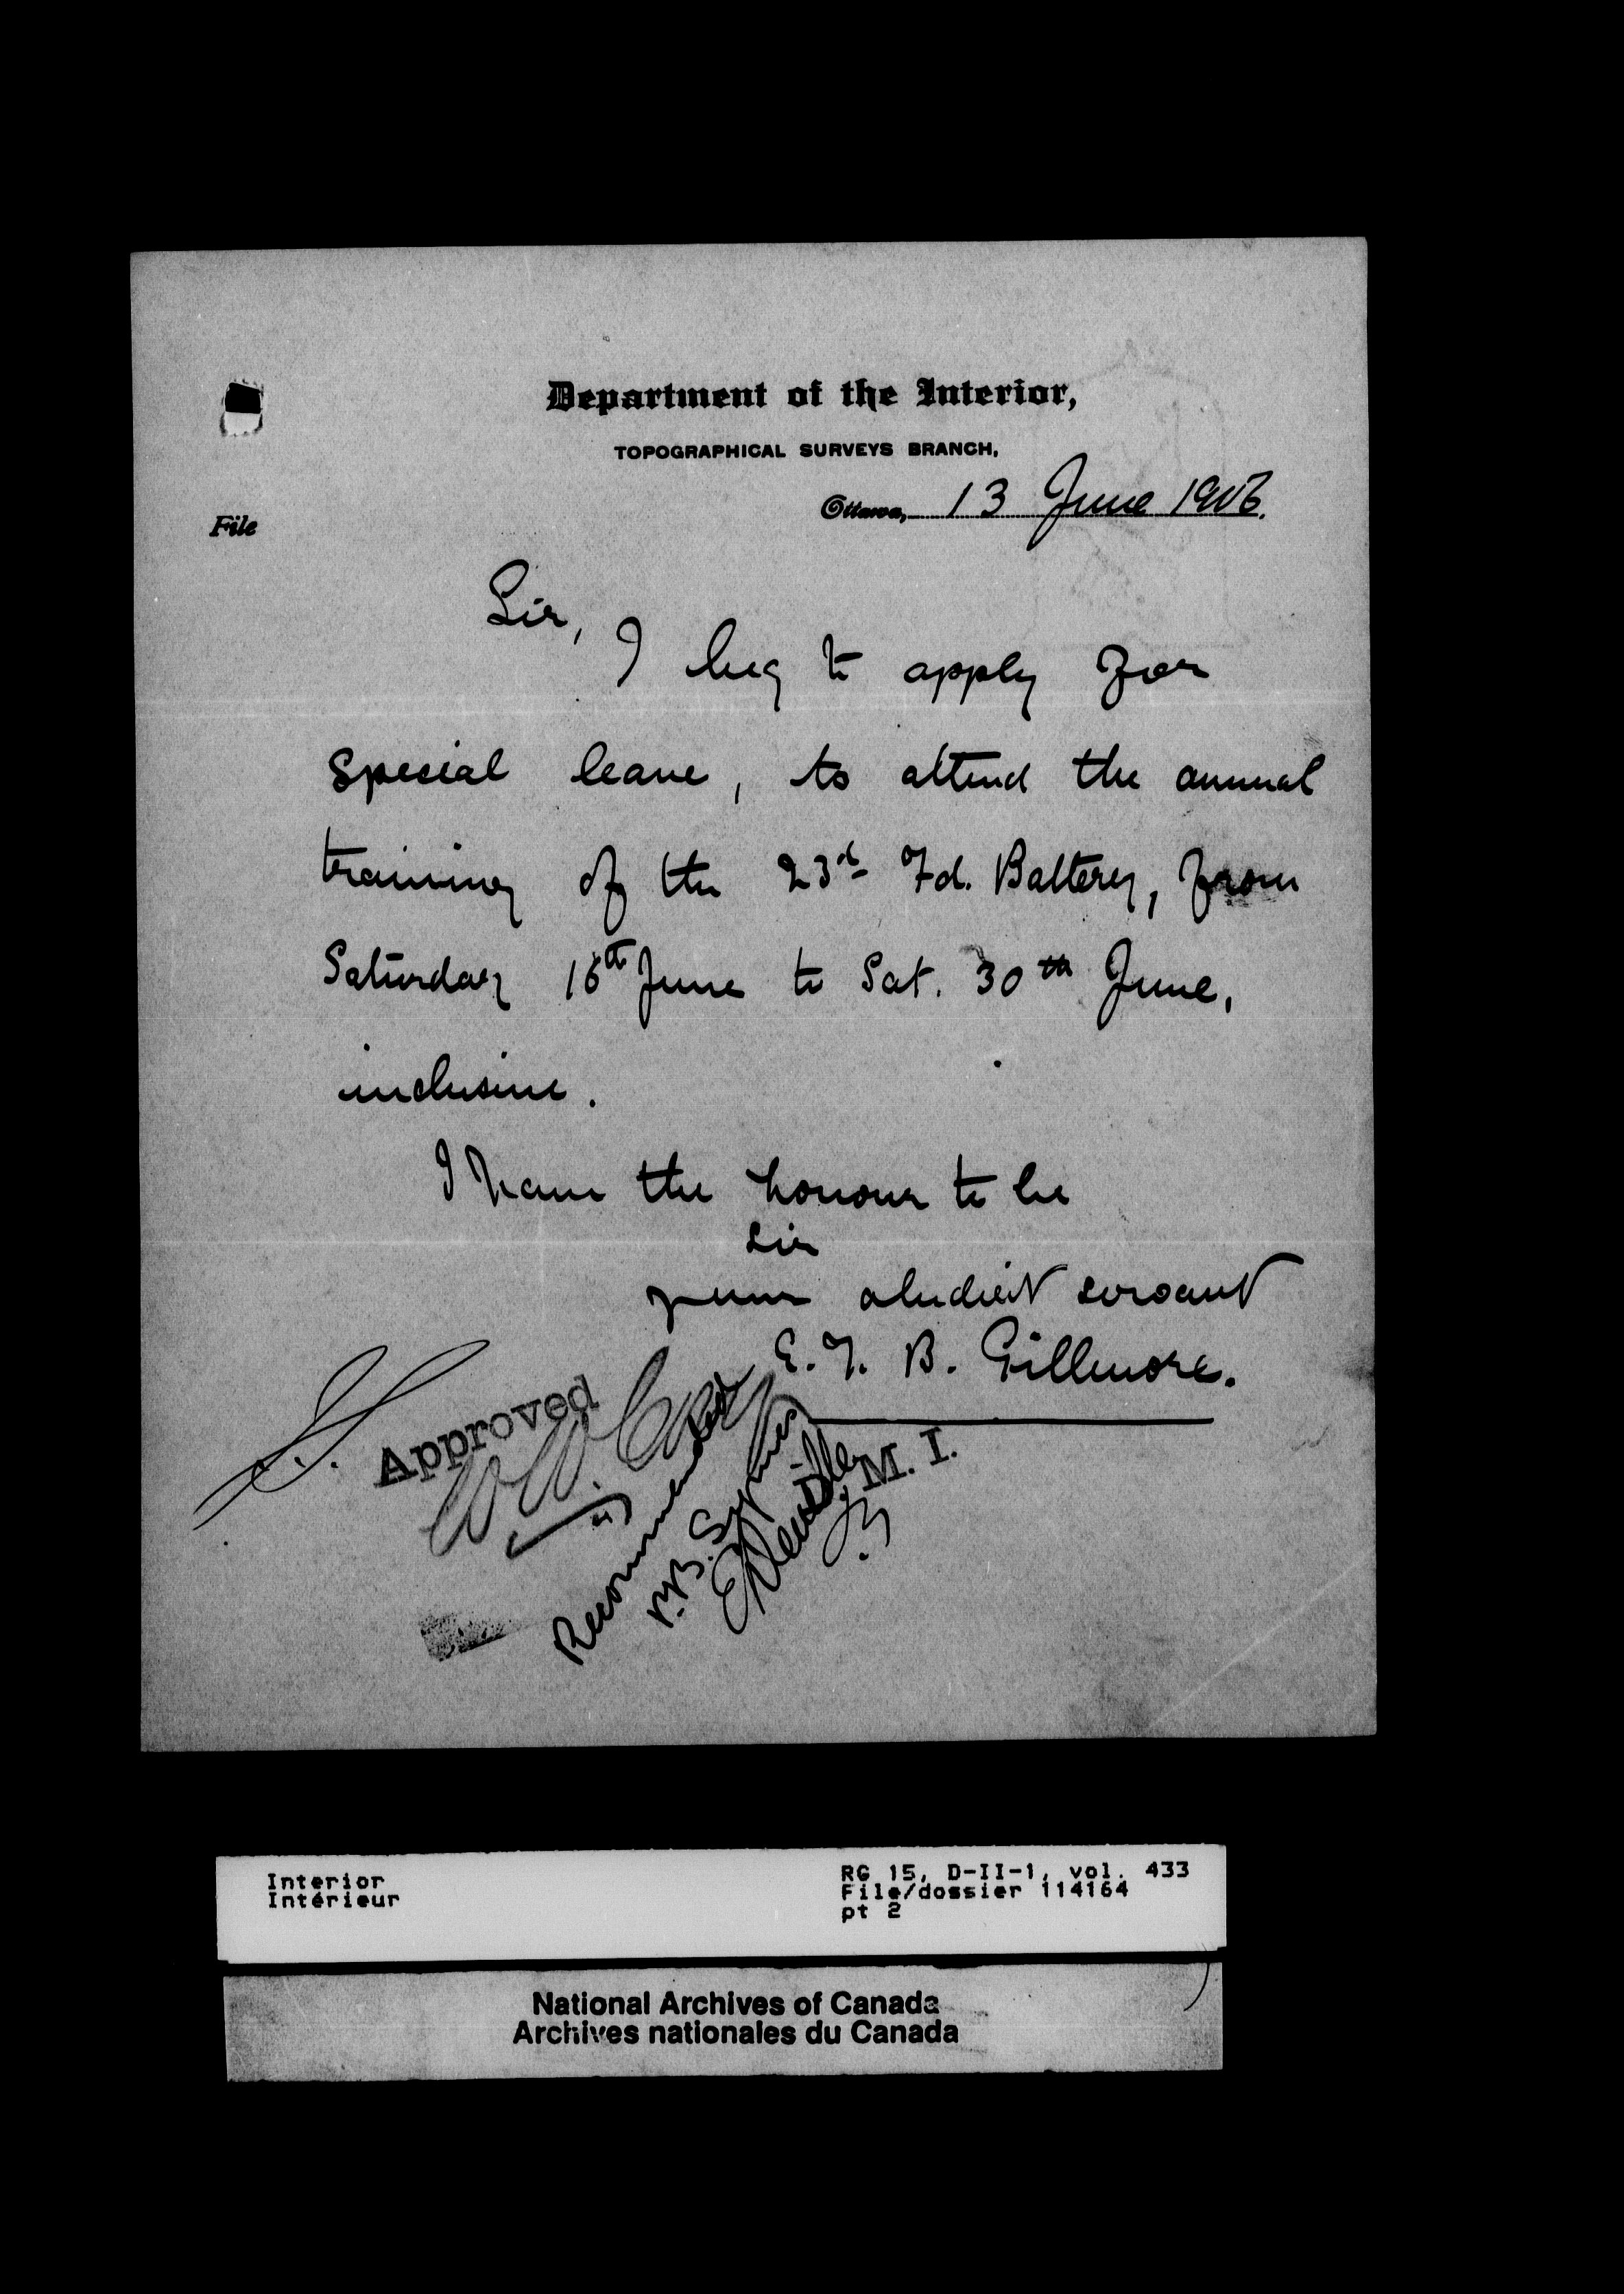 Department of the Interior,
TOPOGRAPHICAL SURVEYS BRANCH,
Ottawa, 13 June 1906.
File
Sir,
I beg to apply for
special leave, to attend the annual
training of the 23rd Fd. Battery, from
Saturday 16th June to Sat. 30th June,
inclusive.
I have the honour to be
Sir
your obedient servant
E. F. B. Gillmore.
Approved
W. W. Cory
D. M. I.
Recommended
P.B. Symes
Interior
Intérieur
RG 15, D-II-1, vol. 433
File/dossier 114164
pt 2
National Archives of Canada
Archives nationales du Canada